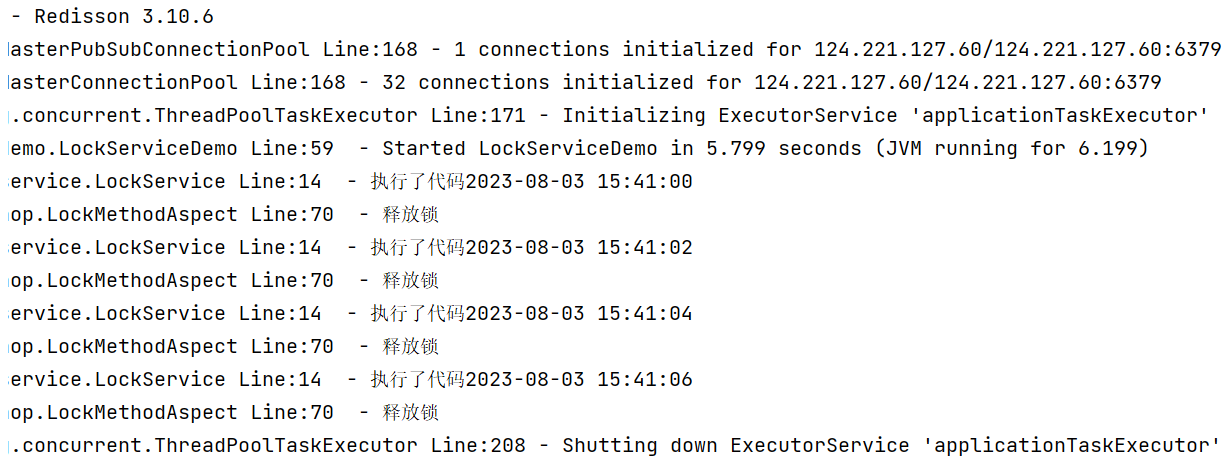 - Redisson 3.10.6
asterPubSubConnectionPool Line:168 - 1 connections initialized for 124.221.127.60/124.221.127.60:6379
asterConnectionPool Line:168 - 32 connections initialized for 124.221.127.60/124.221.127.60:6379
.concurrent.ThreadPoolTaskExecutor Line:171 - Initializing ExecutorService 'applicationTaskExecutor'
emo.LockServiceDemo Line:59  - Started LockServiceDemo in 5.799 seconds (JVM running for 6.199)
ervice.LockService Line:14  - 执行了代码2023-08-03 15:41:00
op.LockMethodAspect Line:70  - 释放锁
ervice.LockService Line:14  - 执行了代码2023-08-03 15:41:02
op.LockMethodAspect Line:70  - 释放锁
ervice.LockService Line:14  - 执行了代码2023-08-03 15:41:04
op.LockMethodAspect Line:70  - 释放锁
ervice.LockService Line:14  - 执行了代码2023-08-03 15:41:06
op.LockMethodAspect Line:70  - 释放锁
.concurrent.ThreadPoolTaskExecutor Line:208 - Shutting down ExecutorService 'applicationTaskExecutor'